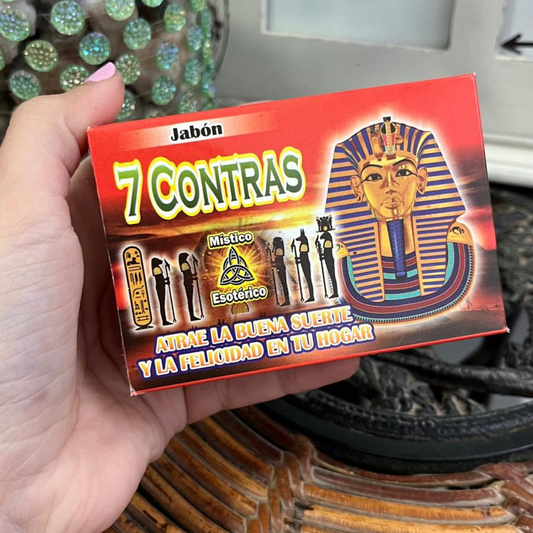 Jabón
7 CONTRAS
Místico
Esotérico
ATRAE LA BUENA SUERTE
Y LA FELICIDAD EN TU HOGAR